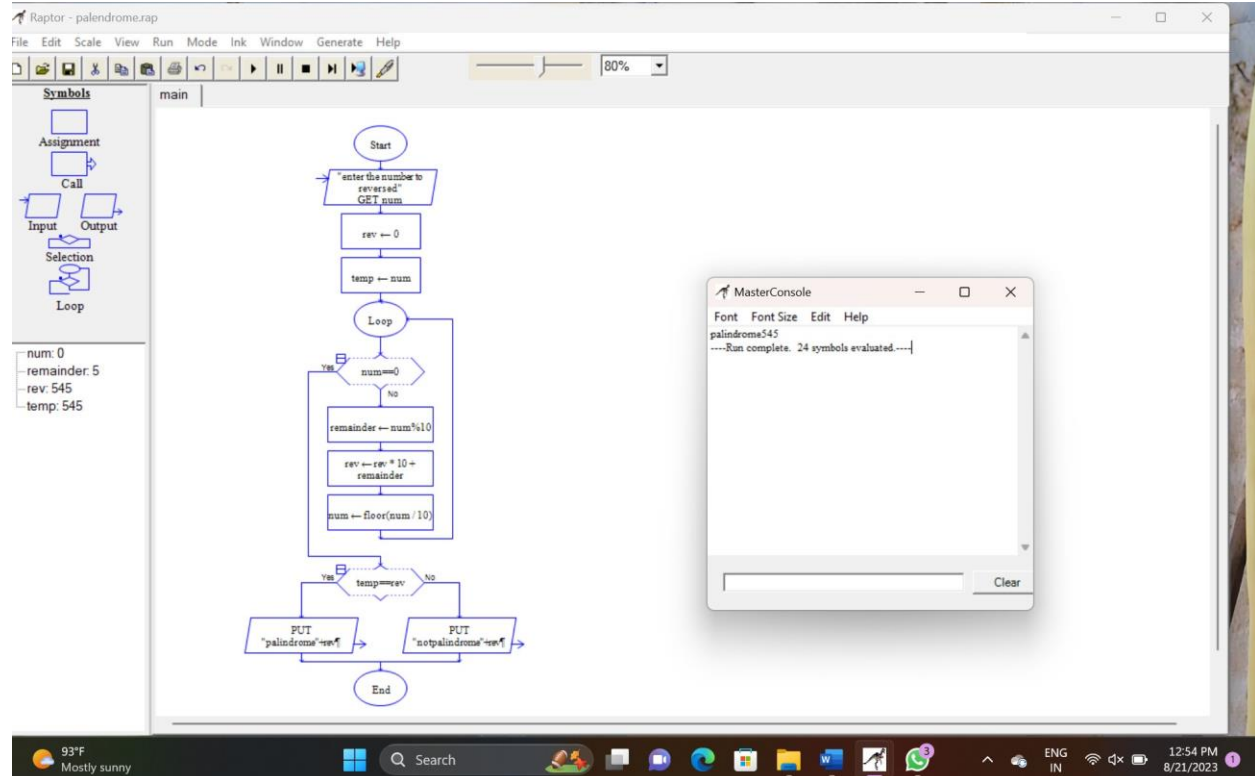 Raptor - palendrome.rap
File Edit Scale View Run Mode Ink Window Generate Help
80%
Symbols
Assignment
Call
Input Output
Selection
Loop
num: 0
remainder: 5
rev: 545
temp: 545
main
Start
"enter the number to
reversed"
GET num
rev ← 0
temp ← num
Loop
Yes
num==0
No
remainder ← num%10
rev ← rev * 10 +
remainder
num ← floor(num / 10)
Yes
temp==rev
No
PUT
"palindrome"+rev¶
PUT
"notpalindrome"+rev¶
End
MasterConsole
Font Font Size Edit Help
palindrome545
----Run complete. 24 symbols evaluated.----
Clear
93°F
Mostly sunny
Search
3
ENG
IN
12:54 PM
8/21/2023
1